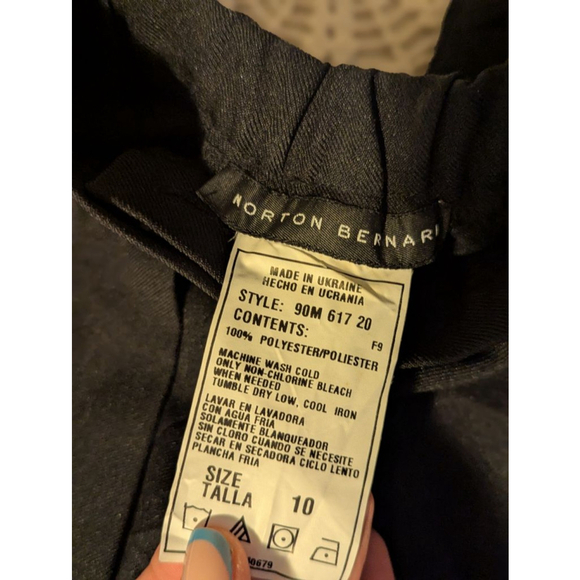 NORTON BERNAR
MADE IN UKRAINE
HECHO EN UCRANIA
STYLE: 90M 617 20
CONTENTS: F9
100% POLYESTER/POLIESTER
MACHINE WASH COLD
ONLY NON-CHLORINE BLEACH
WHEN NEEDED
TUMBLE DRY LOW, COOL IRON
LAVAR EN LAVADORA
CON AGUA FRIA
SOLAMENTE BLANQUEADOR
SIN CLORO CUANDO SE NECESITE
SECAR EN SECADORA CICLO LENTO
PLANCHA FRIA
SIZE
TALLA 10